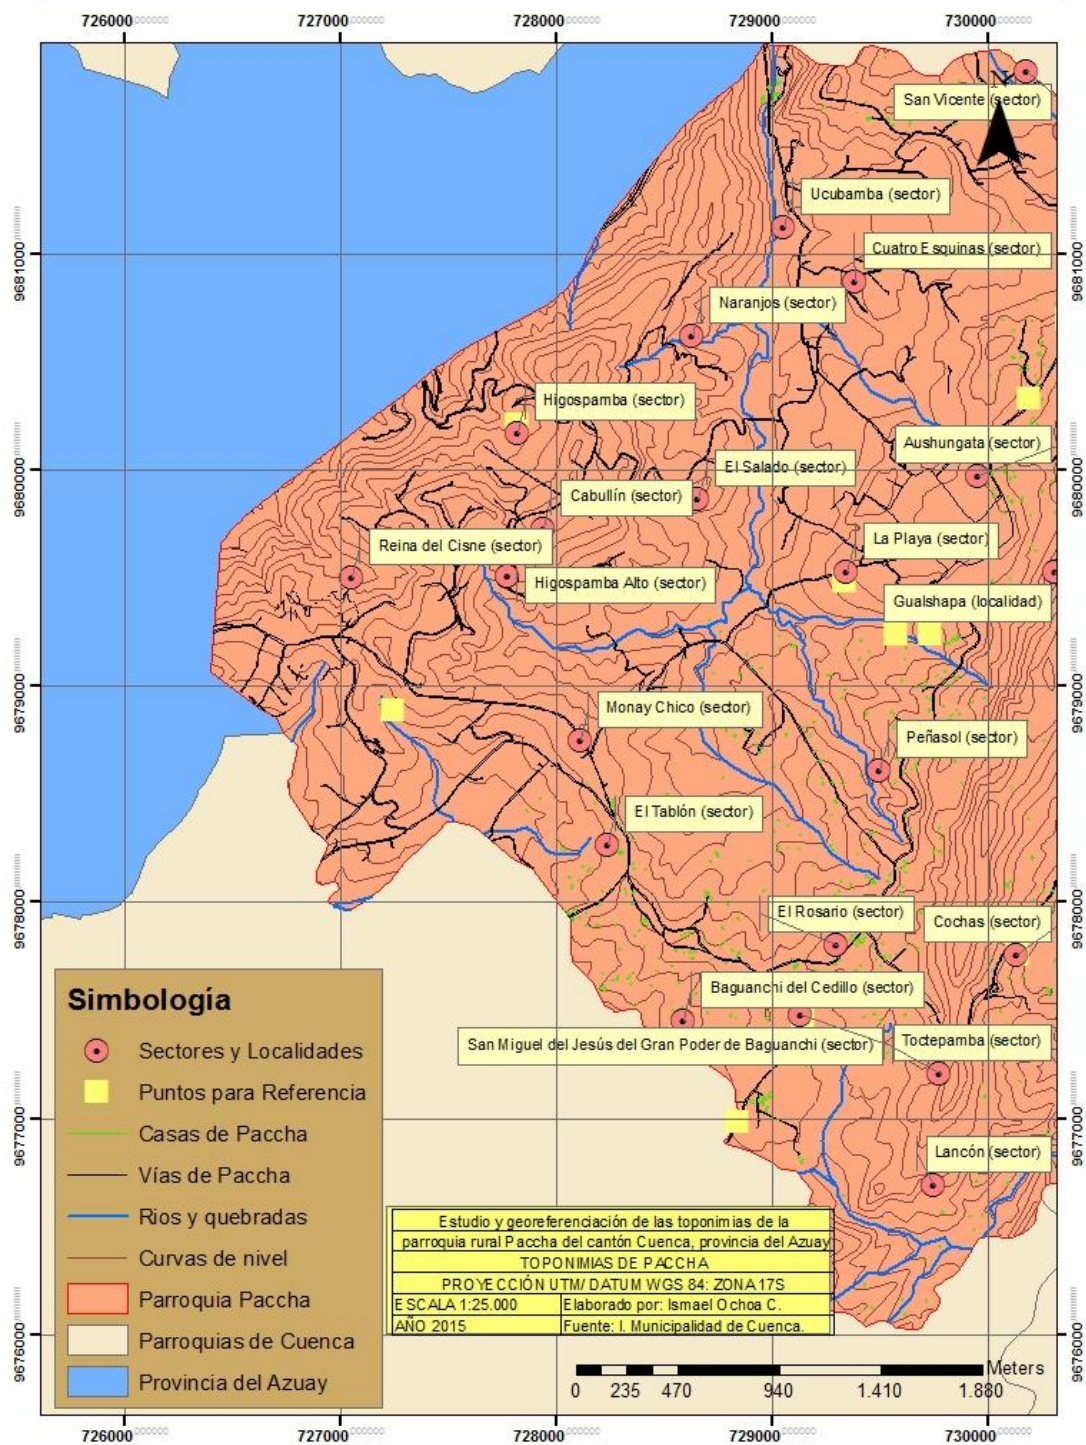 726000 727000 728000 729000 730000
San Vicente (sector)
Ucubamba (sector)
9681000
Cuatro Esquinas (sector)
9681000
Naranjos (sector)
Higospamba (sector)
Aushungata (sector)
9680000
El Salado (sector)
9680000
Cabullín (sector)
La Playa (sector)
Reina del Cisne (sector)
Higospamba Alto (sector)
Gualshapa (localidad)
9679000
9679000
Monay Chico (sector)
Peñasol (sector)
El Tablón (sector)
9678000
El Rosario (sector)
9678000
Cochas (sector)
Baguanchi del Cedillo (sector)
San Miguel del Jesús del Gran Poder de Baguanchi (sector)
Toctepamba (sector)
9677000
9677000
Lancón (sector)
Simbología
Sectores y Localidades
Puntos para Referencia
Casas de Paccha
Vías de Paccha
Rios y quebradas
Curvas de nivel
Parroquia Paccha
Parroquias de Cuenca
Provincia del Azuay
Estudio y georeferenciación de las toponimias de la
parroquia rural Paccha del cantón Cuenca, provincia del Azuay
TOPONIMIAS DE PACCHA
PROYECCIÓN UTM/ DATUM WGS 84: ZONA 17S
ESCALA 1:25.000 Elaborado por: Ismael Ochoa C.
AÑO 2015 Fuente: I. Municipalidad de Cuenca.
9676000
9676000
Meters
0 235 470 940 1.410 1.880
726000 727000 728000 729000 730000